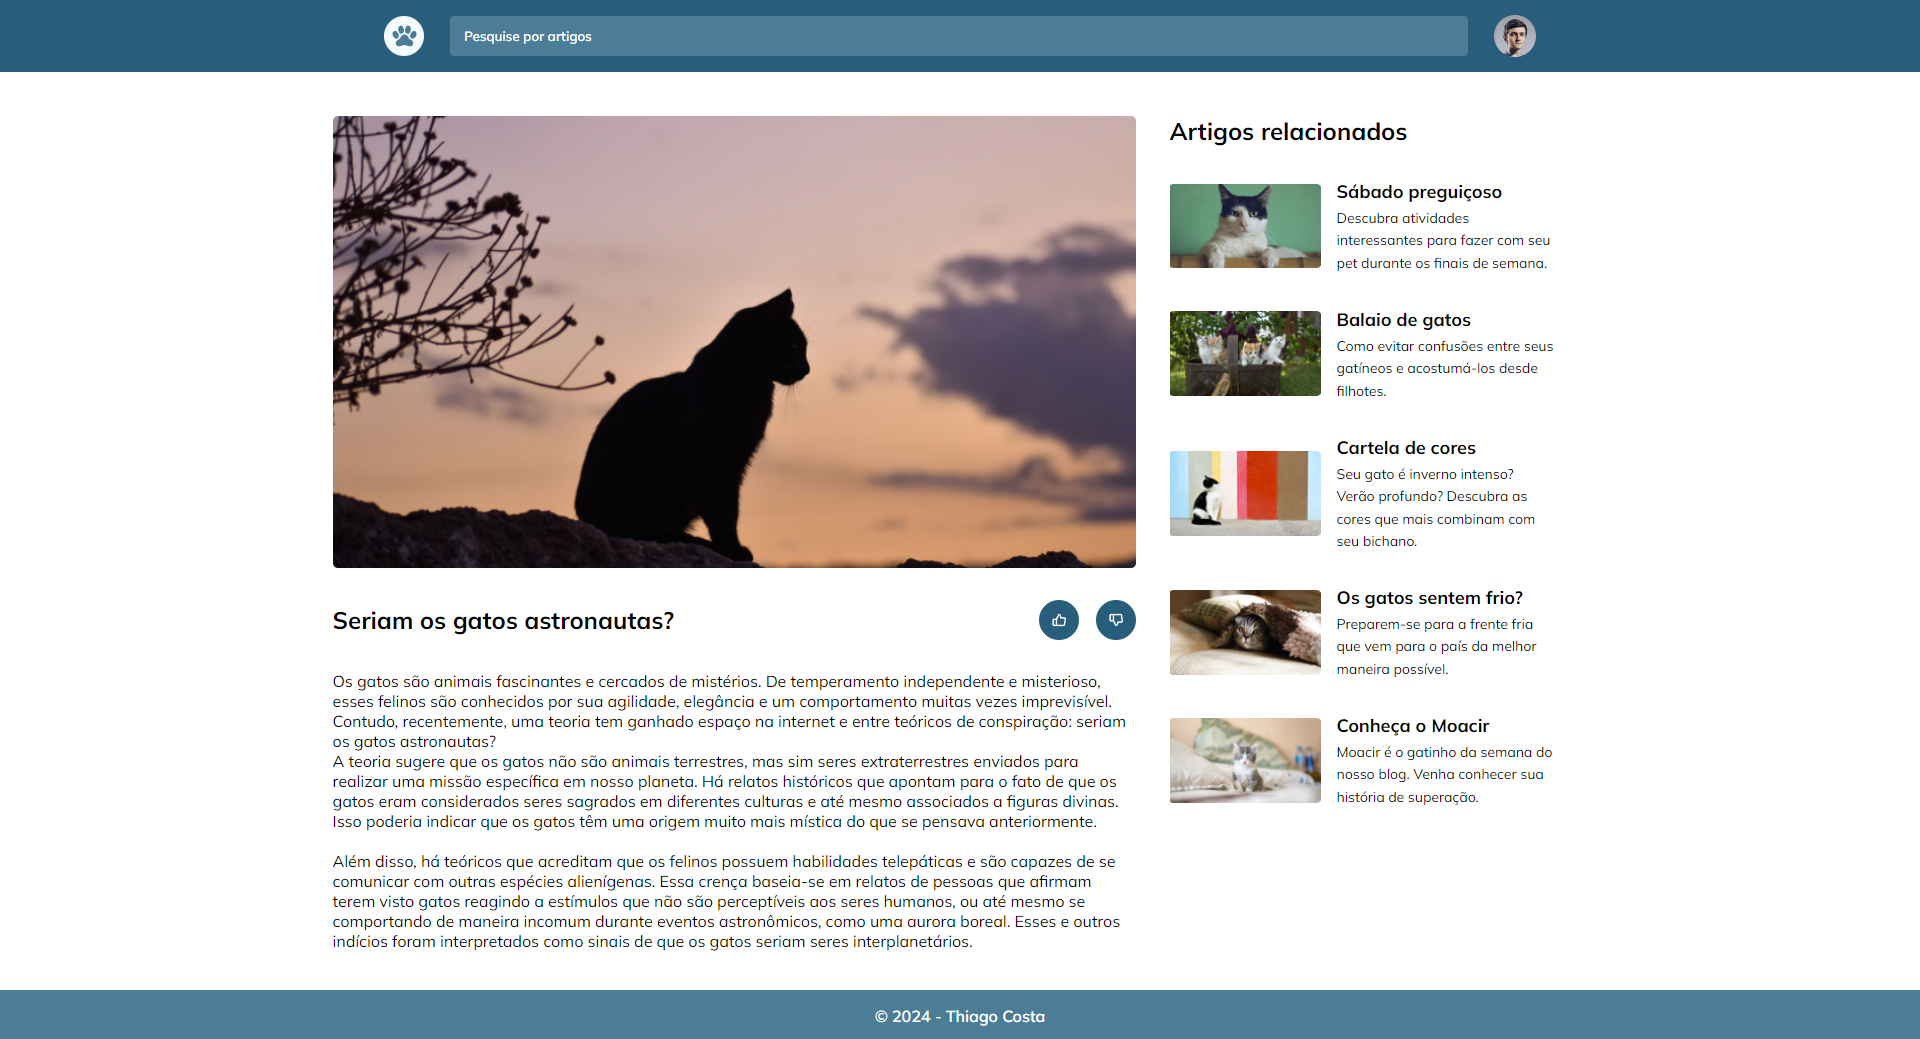 Pesquise por artigos
Seriam os gatos astronautas?
Os gatos são animais fascinantes e cercados de mistérios. De temperamento independente e misterioso,
esses felinos são conhecidos por sua agilidade, elegância e um comportamento muitas vezes imprevisível.
Contudo, recentemente, uma teoria tem ganhado espaço na internet e entre teóricos de conspiração: seriam
os gatos astronautas?
A teoria sugere que os gatos não são animais terrestres, mas sim seres extraterrestres enviados para
realizar uma missão específica em nosso planeta. Há relatos históricos que apontam para o fato de que os
gatos eram considerados seres sagrados em diferentes culturas e até mesmo associados a figuras divinas.
Isso poderia indicar que os gatos têm uma origem muito mais mística do que se pensava anteriormente.
Além disso, há teóricos que acreditam que os felinos possuem habilidades telepáticas e são capazes de se
comunicar com outras espécies alienígenas. Essa crença baseia-se em relatos de pessoas que afirmam
terem visto gatos reagindo a estímulos que não são perceptíveis aos seres humanos, ou até mesmo se
comportando de maneira incomum durante eventos astronômicos, como uma aurora boreal. Esses e outros
indícios foram interpretados como sinais de que os gatos seriam seres interplanetários.
Artigos relacionados
Sábado preguiçoso
Descubra atividades
interessantes para fazer com seu
pet durante os finais de semana.
Balaio de gatos
Como evitar confusões entre seus
gatíneos e acostumá-los desde
filhotes.
Cartela de cores
Seu gato é inverno intenso?
Verão profundo? Descubra as
cores que mais combinam com
seu bichano.
Os gatos sentem frio?
Preparem-se para a frente fria
que vem para o país da melhor
maneira possível.
Conheça o Moacir
Moacir é o gatinho da semana do
nosso blog. Venha conhecer sua
história de superação.
© 2024 - Thiago Costa